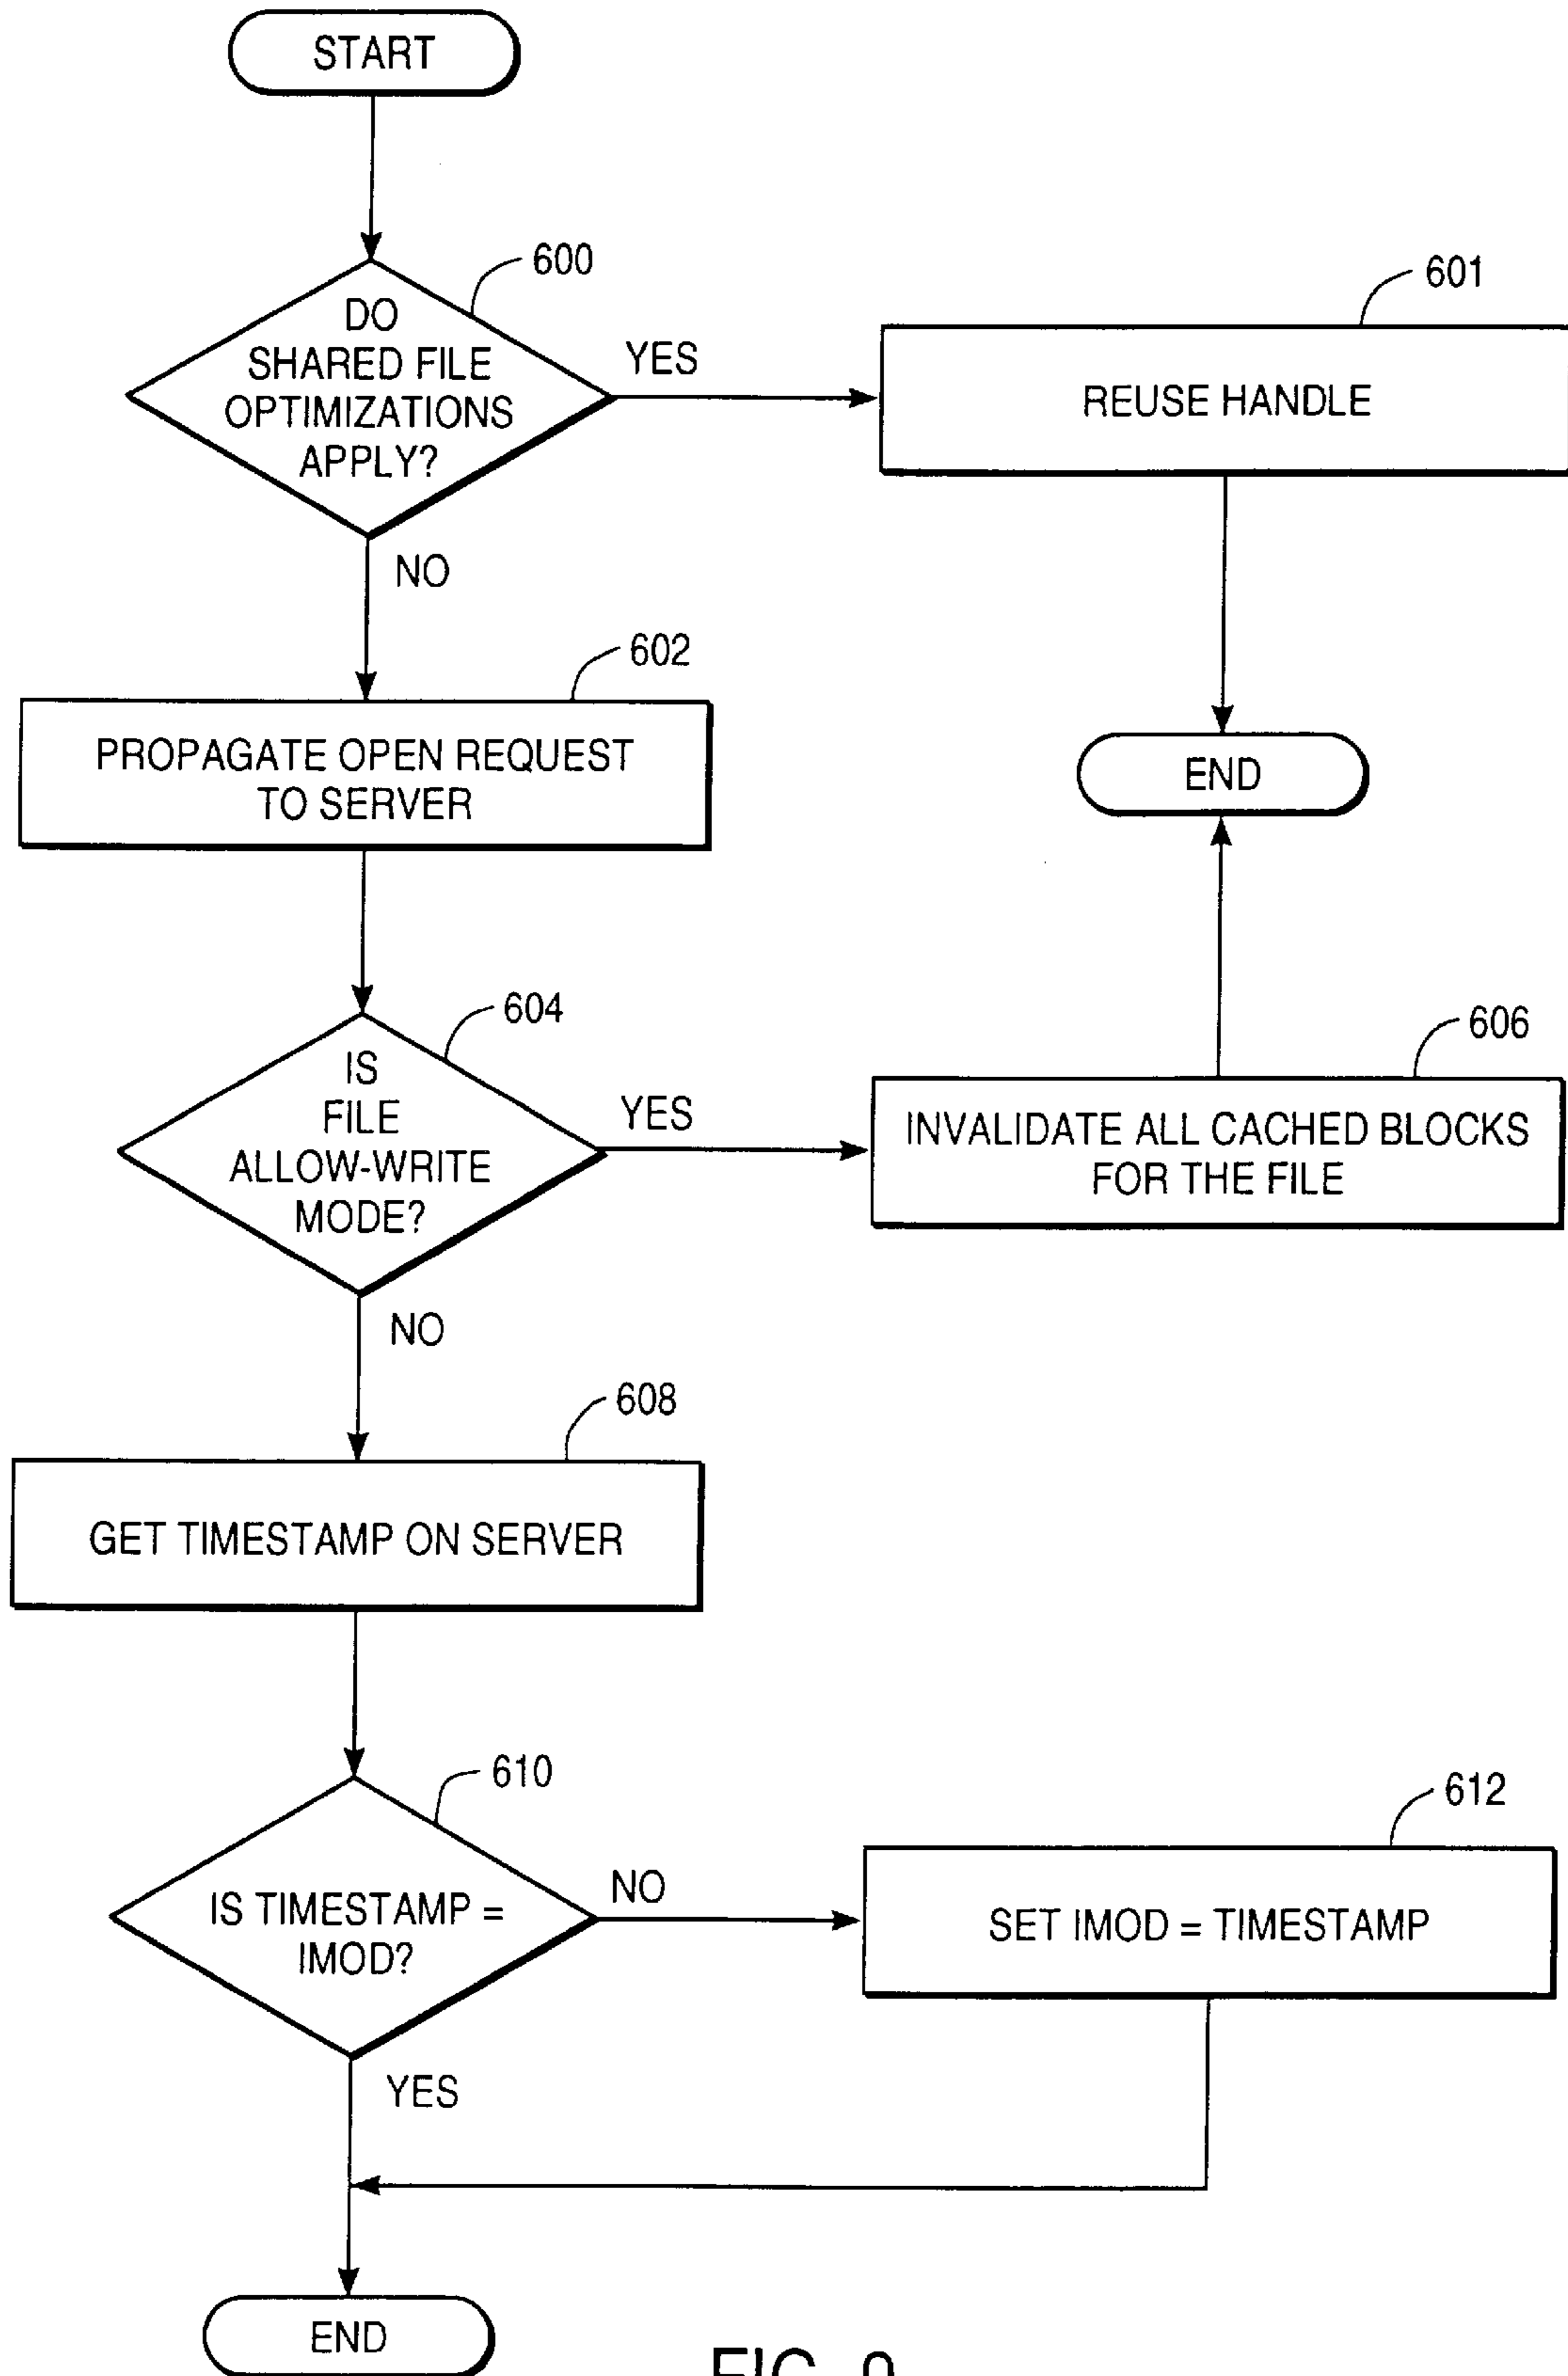 START
600
DO
SHARED FILE
OPTIMIZATIONS
APPLY?
YES
601
REUSE HANDLE
NO
602
PROPAGATE OPEN REQUEST
TO SERVER
END
604
IS
FILE
ALLOW-WRITE
MODE?
YES
606
INVALIDATE ALL CACHED BLOCKS
FOR THE FILE
NO
608
GET TIMESTAMP ON SERVER
610
IS TIMESTAMP =
IMOD?
NO
612
SET IMOD = TIMESTAMP
YES
END
FIG.